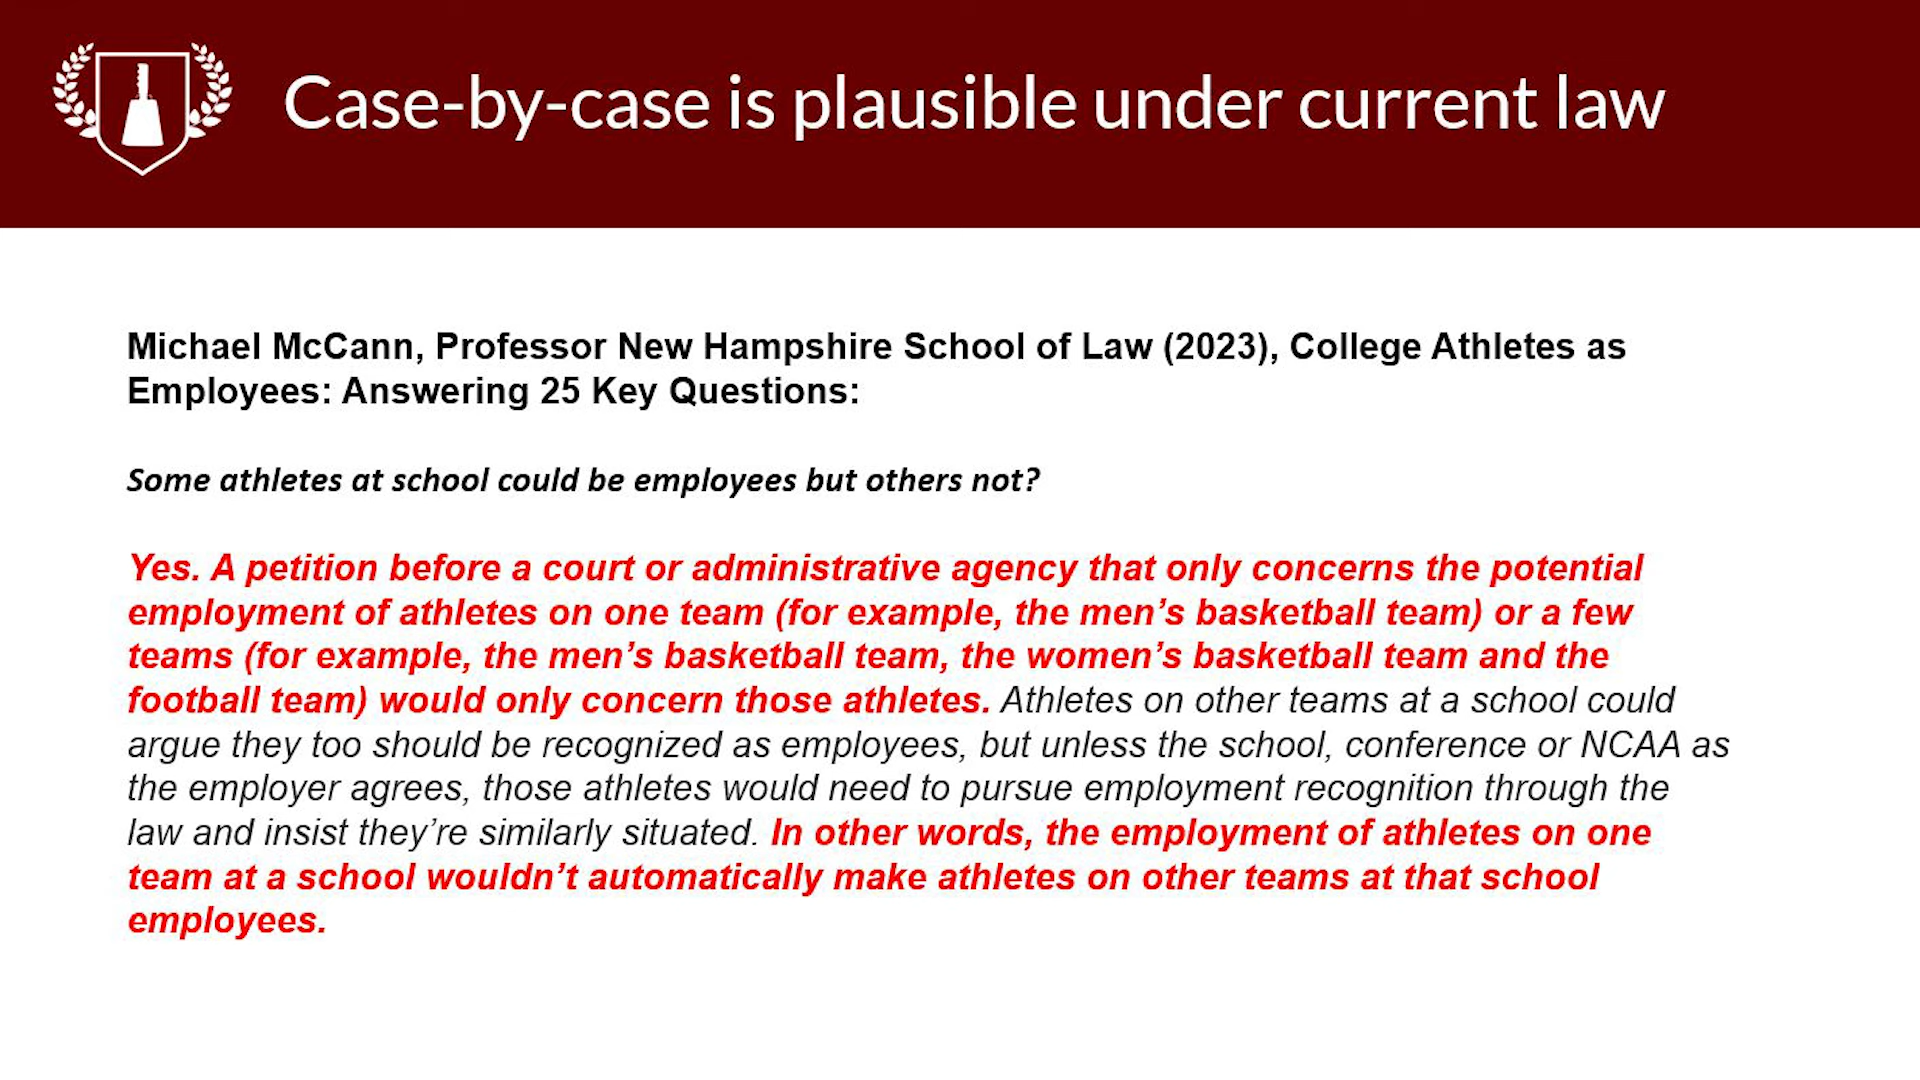 Case-by-case is plausible under current law
Michael McCann, Professor New Hampshire School of Law (2023), College Athletes as
Employees: Answering 25 Key Questions:
Some athletes at school could be employees but others not?
Yes. A petition before a court or administrative agency that only concerns the potential
employment of athletes on one team (for example, the men’s basketball team) or a few
teams (for example, the men’s basketball team, the women’s basketball team and the
football team) would only concern those athletes. Athletes on other teams at a school could
argue they too should be recognized as employees, but unless the school, conference or NCAA as
the employer agrees, those athletes would need to pursue employment recognition through the
law and insist they’re similarly situated. In other words, the employment of athletes on one
team at a school wouldn’t automatically make athletes on other teams at that school
employees.